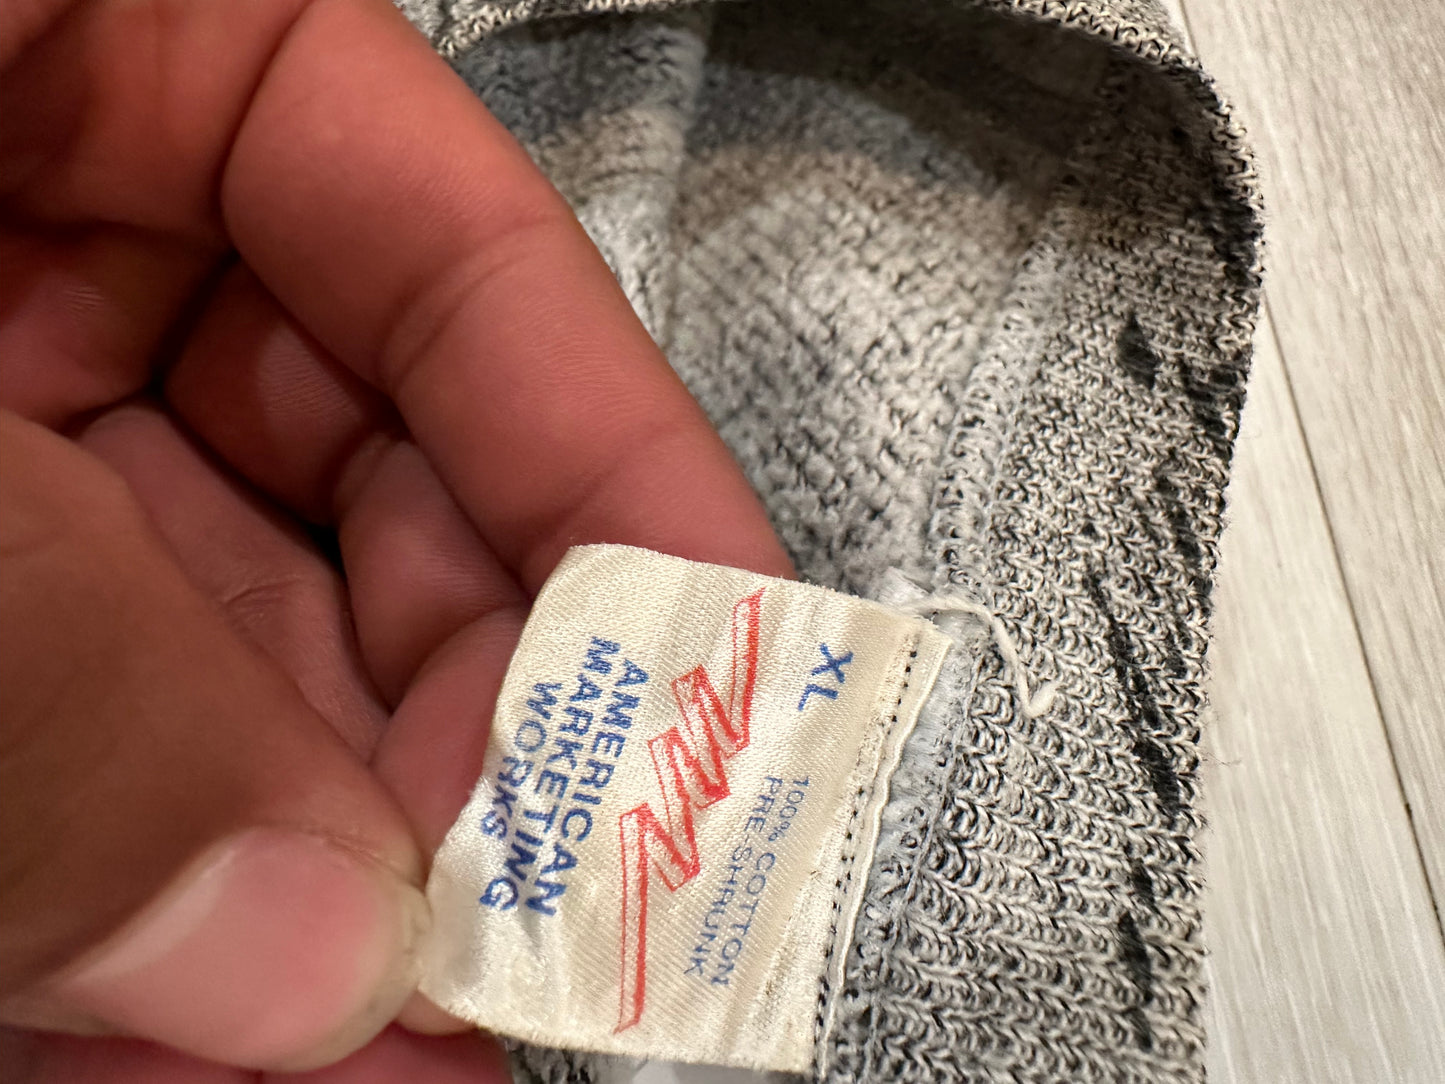 AMERICAN
MARKETING
WORKS
XL
100% COTTON
PRE-SHRUNK